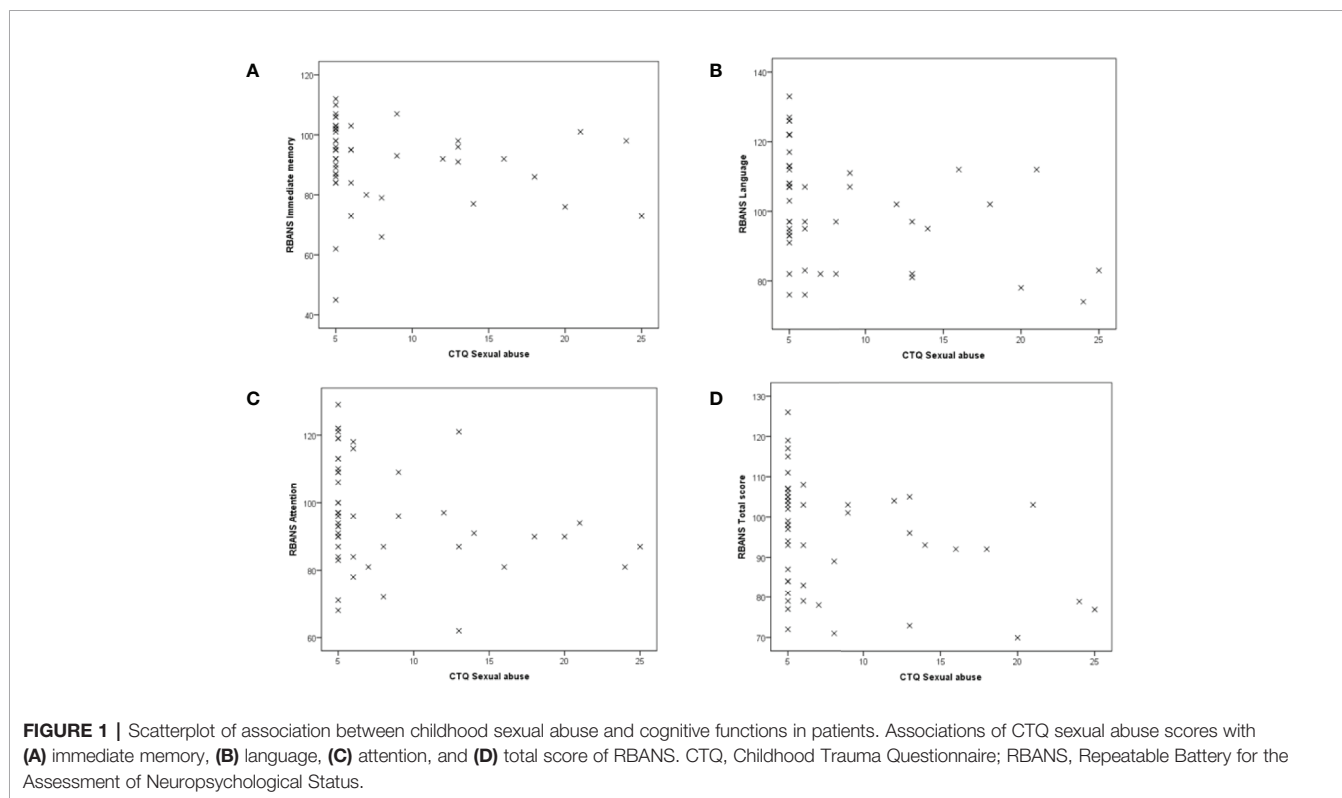 A
120
100
80
60
40
RBANS Immediate memory
5 10 15 20 25
CTQ Sexual abuse
B
140
120
100
80
RBANS Language
5 10 15 20 25
CTQ Sexual abuse
C
120
100
80
60
RBANS Attention
5 10 15 20 25
CTQ Sexual abuse
D
130
120
110
100
90
80
70
RBANS Total score
5 10 15 20 25
CTQ Sexual abuse
FIGURE 1 | Scatterplot of association between childhood sexual abuse and cognitive functions in patients. Associations of CTQ sexual abuse scores with
(A) immediate memory, (B) language, (C) attention, and (D) total score of RBANS. CTQ, Childhood Trauma Questionnaire; RBANS, Repeatable Battery for the
Assessment of Neuropsychological Status.